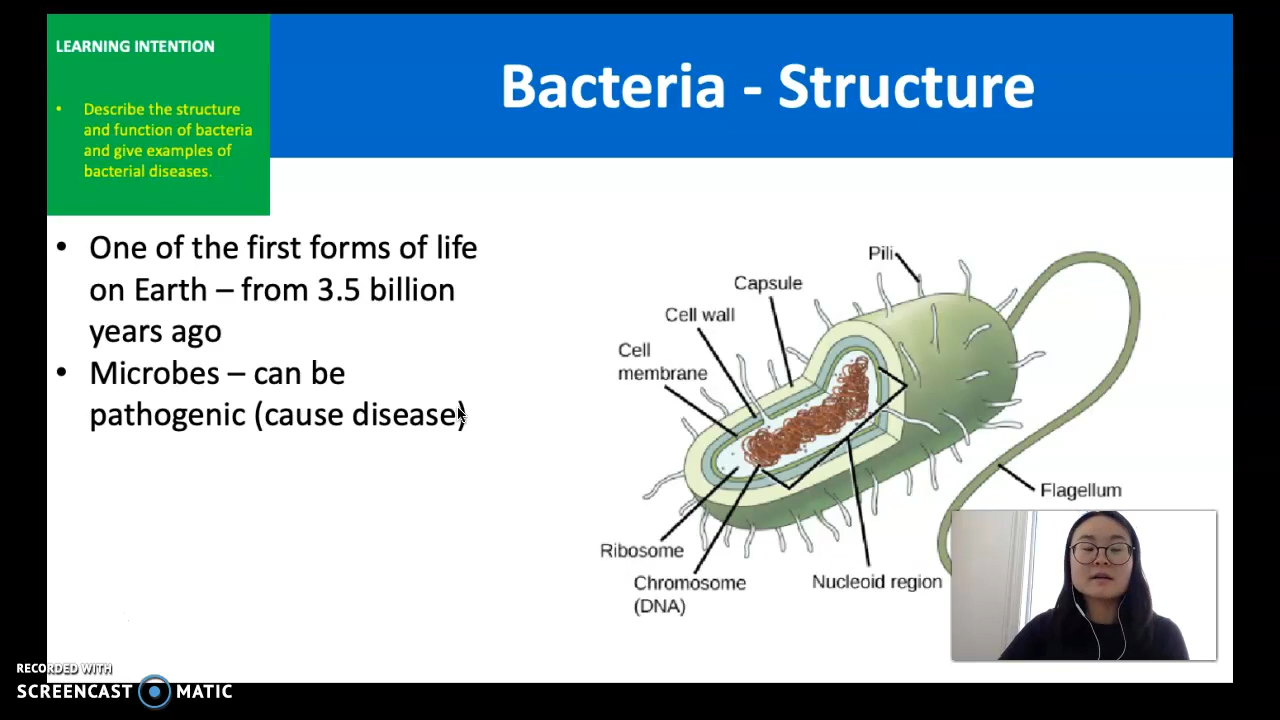 LEARNING INTENTION
• Describe the structure
and function of bacteria
and give examples of
bacterial diseases.
Bacteria - Structure
• One of the first forms of life
on Earth – from 3.5 billion
years ago
• Microbes – can be
pathogenic (cause disease)
Pili
Capsule
Cell wall
Cell
membrane
Ribosome
Chromosome
(DNA)
Nucleoid region
Flagellum
RECORDED WITH
SCREENCAST MATIC